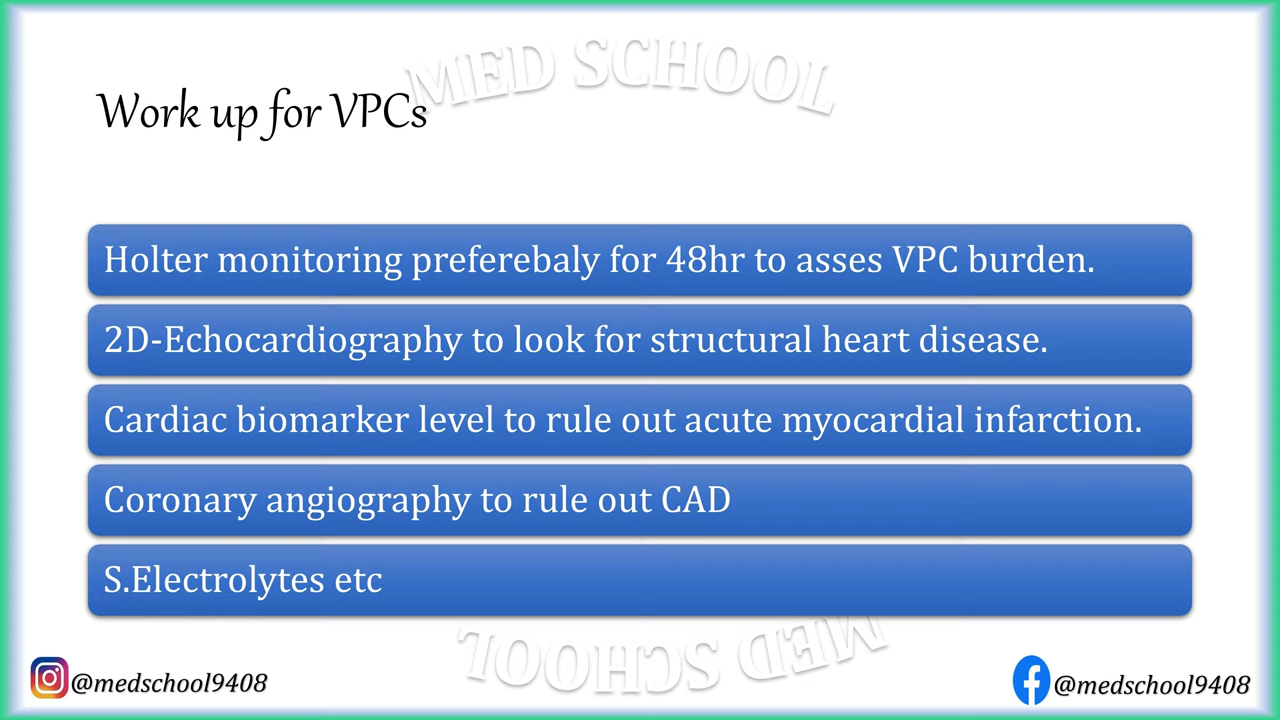 MED SCHOOL
Work up for VPCs
Holter monitoring preferebaly for 48hr to asses VPC burden.
2D-Echocardiography to look for structural heart disease.
Cardiac biomarker level to rule out acute myocardial infarction.
Coronary angiography to rule out CAD
S.Electrolytes etc
MED SCHOOL
@medschool9408
@medschool9408